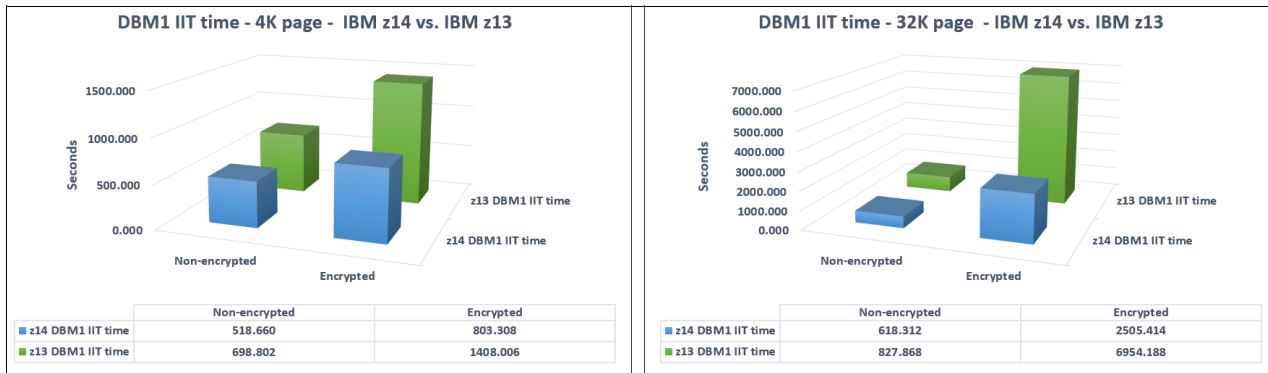 DBM1 IIT time - 4K page - IBM z14 vs. IBM z13
1500.000
1000.000
500.000
0.000
Seconds
Non-encrypted
Encrypted
z13 DBM1 IIT time
z14 DBM1 IIT time
Non-encrypted Encrypted
z14 DBM1 IIT time 518.660 803.308
z13 DBM1 IIT time 698.802 1408.006
DBM1 IIT time - 32K page - IBM z14 vs. IBM z13
7000.000
6000.000
5000.000
4000.000
3000.000
2000.000
1000.000
0.000
Seconds
Non-encrypted
Encrypted
z13 DBM1 IIT time
z14 DBM1 IIT time
Non-encrypted Encrypted
z14 DBM1 IIT time 618.312 2505.414
z13 DBM1 IIT time 827.868 6954.188